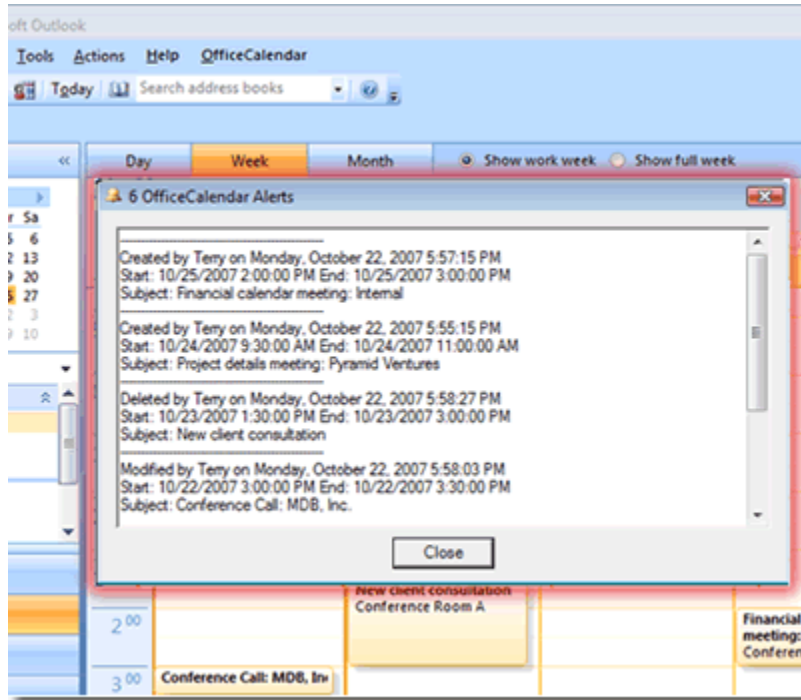 oft Outlook
Tools Actions Help OfficeCalendar
Today Search address books
Day Week Month Show work week Show full week
6 OfficeCalendar Alerts
r Sa
5 6
2 13
9 20
27
2 3
9 10
Created by Terry on Monday, October 22, 2007 5:57:15 PM
Start: 10/25/2007 2:00:00 PM End: 10/25/2007 3:00:00 PM
Subject: Financial calendar meeting: Internal
Created by Terry on Monday, October 22, 2007 5:55:15 PM
Start: 10/24/2007 9:30:00 AM End: 10/24/2007 11:00:00 AM
Subject: Project details meeting: Pyramid Ventures
Deleted by Terry on Monday, October 22, 2007 5:58:27 PM
Start: 10/23/2007 1:30:00 PM End: 10/23/2007 3:00:00 PM
Subject: New client consultation
Modified by Terry on Monday, October 22, 2007 5:58:03 PM
Start: 10/22/2007 3:00:00 PM End: 10/22/2007 3:30:00 PM
Subject: Conference Call: MDB, Inc.
Close
New client consultation
Conference Room A
2 00
Financial
meeting:
Conferen
3 00
Conference Call: MDB, In